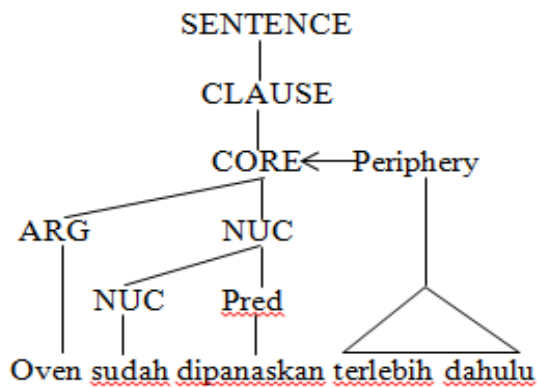 SENTENCE
CLAUSE
CORE Periphery
ARG NUC
NUC Pred
Oven sudah dipanaskan terlebih dahulu